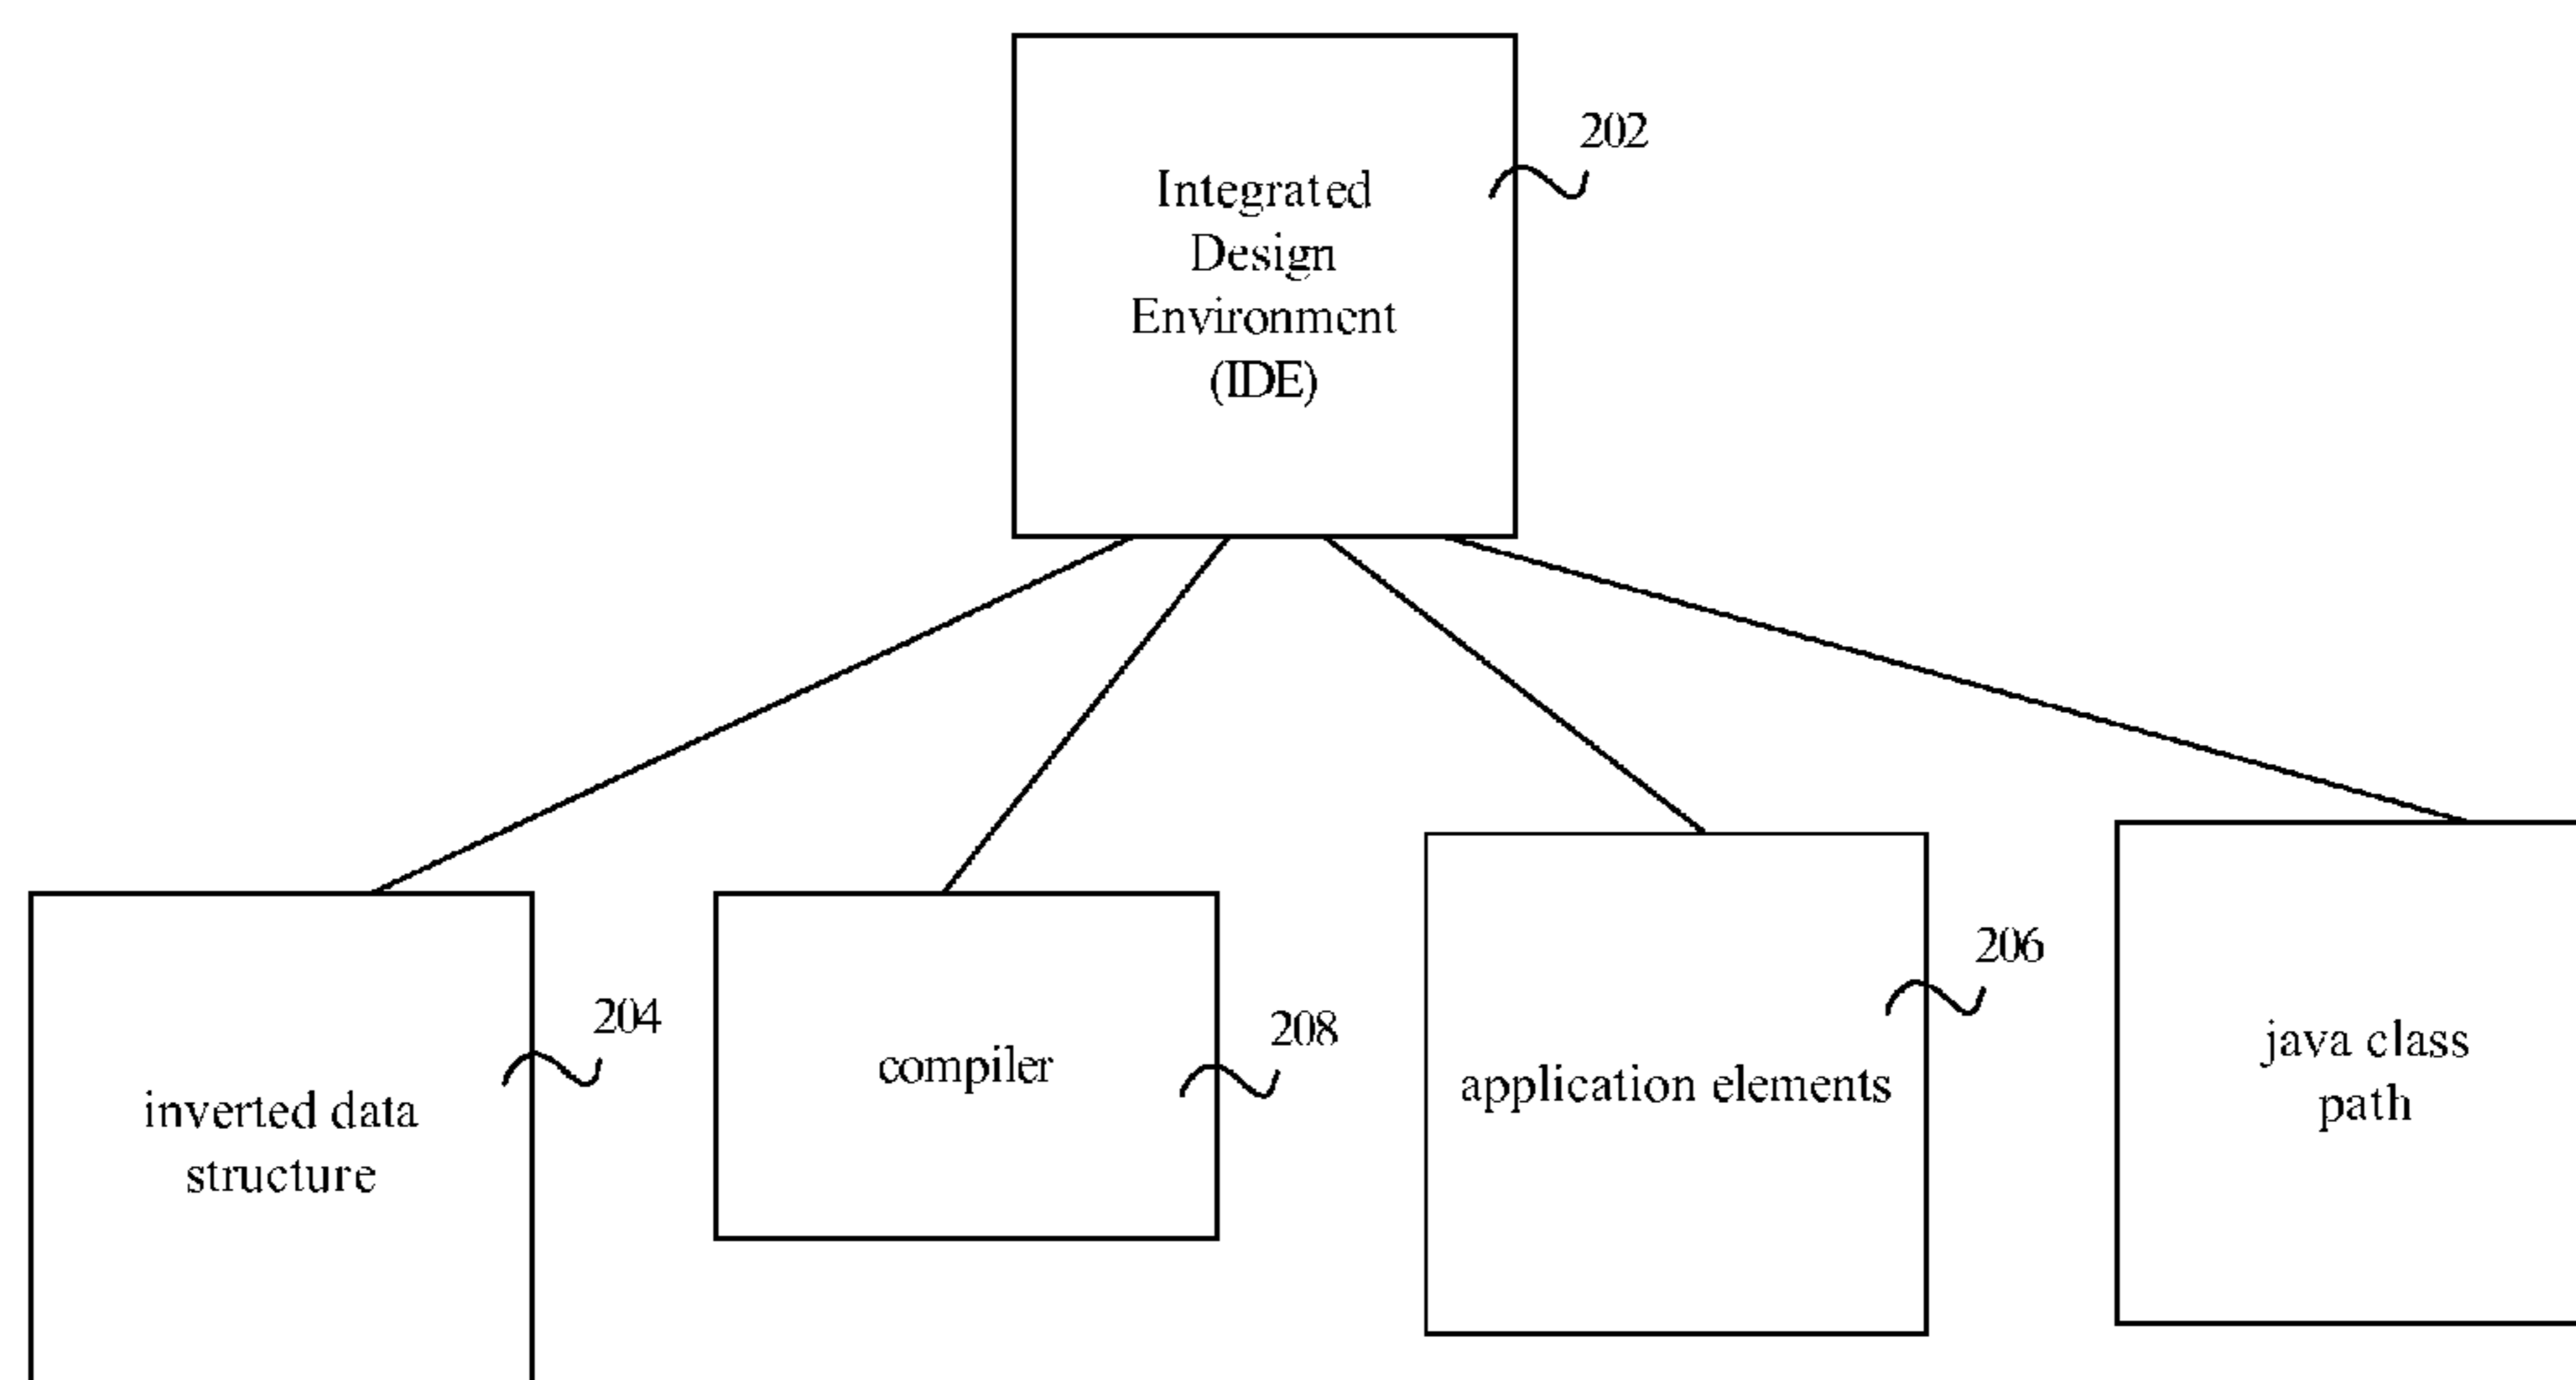 202
Integrated
Design
Environment
(IDE)
204
inverted data
structure
208
compiler
206
application elements
java class
path